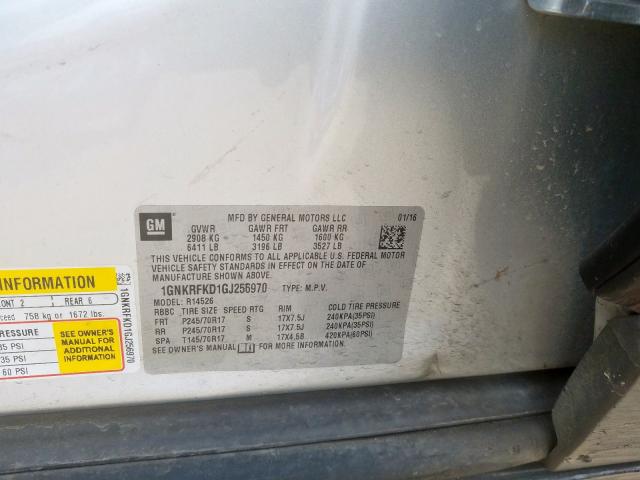 GM
MFD BY GENERAL MOTORS LLC 01/16
GVWR GAWR FRT GAWR RR
2908 KG 1450 KG 1600 KG
6411 LB 3196 LB 3527 LB
THIS VEHICLE CONFORMS TO ALL APPLICABLE U.S. FEDERAL MOTOR
VEHICLE SAFETY STANDARDS IN EFFECT ON THE DATE OF
MANUFACTURE SHOWN ABOVE.
1GNKRFKD1GJ256970 TYPE: M.P.V.
MODEL: R14526
RBBC TIRE SIZE SPEED RTG RIM COLD TIRE PRESSURE
FRT P245/70R17 S 17X7.5J 240KPA(35PSI)
RR P245/70R17 S 17X7.5J 240KPA(35PSI)
SPA T145/70R17 M 17X4.5B 420KPA(60PSI)
SEE OWNER'S MANUAL FOR MORE INFORMATION.
INFORMATION
ONT 2 REAR 6
ceed 758 kg or 1672 lbs.
PRESSURE
35 PSI
35 PSI
60 PSI
SEE OWNER'S
MANUAL FOR
ADDITIONAL
INFORMATION
1GNKRFKD1GJ256970